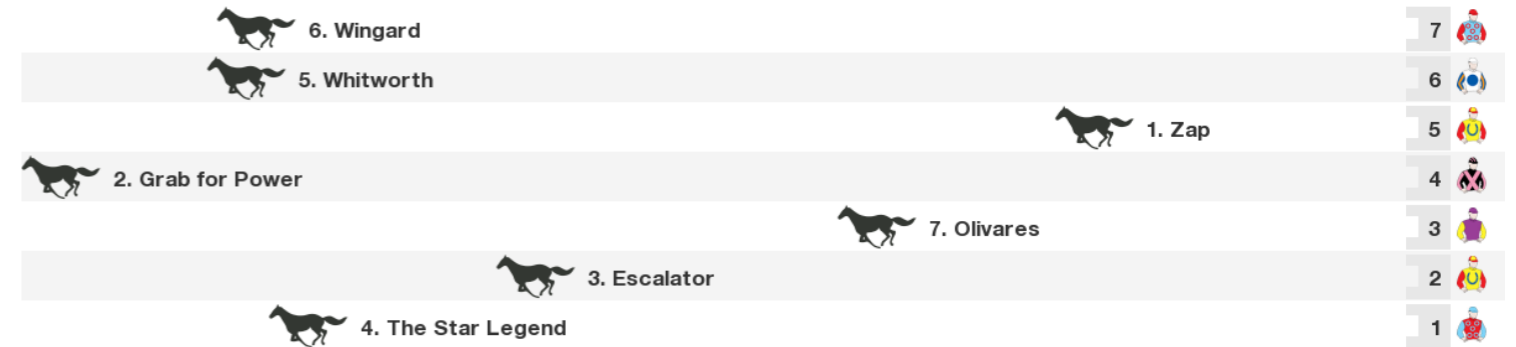 6. Wingard 7
5. Whitworth 6
1. Zap 5
2. Grab for Power 4
7. Olivares 3
3. Escalator 2
4. The Star Legend 1